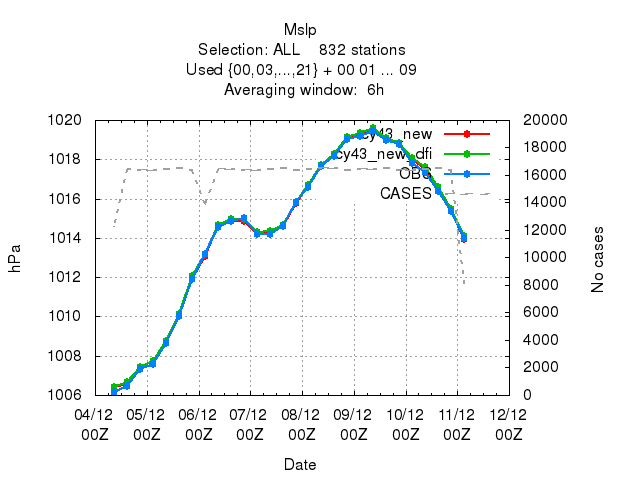 Mslp
Selection: ALL 832 stations
Used {00,03,...,21} + 00 01 ... 09
Averaging window: 6h
1020
1018
1016
1014
1012
1010
1008
1006
hPa
20000
18000
16000
14000
12000
10000
8000
6000
4000
2000
0
No cases
cy43_new
cy43_new_dfi
OBS
CASES
04/12 05/12 06/12 07/12 08/12 09/12 10/12 11/12 12/12
00Z 00Z 00Z 00Z 00Z 00Z 00Z 00Z 00Z
Date